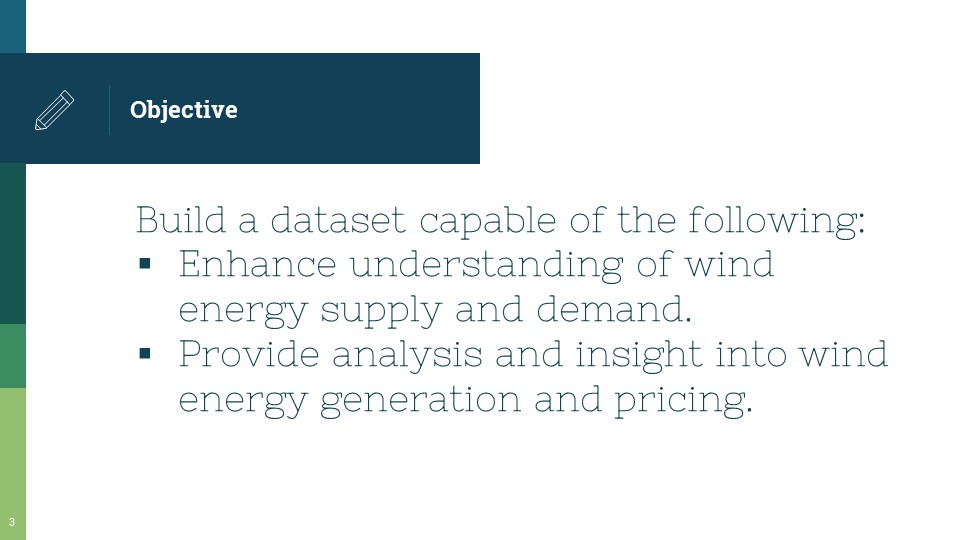 Objective
Build a dataset capable of the following:
▪ Enhance understanding of wind
energy supply and demand.
▪ Provide analysis and insight into wind
energy generation and pricing.
3